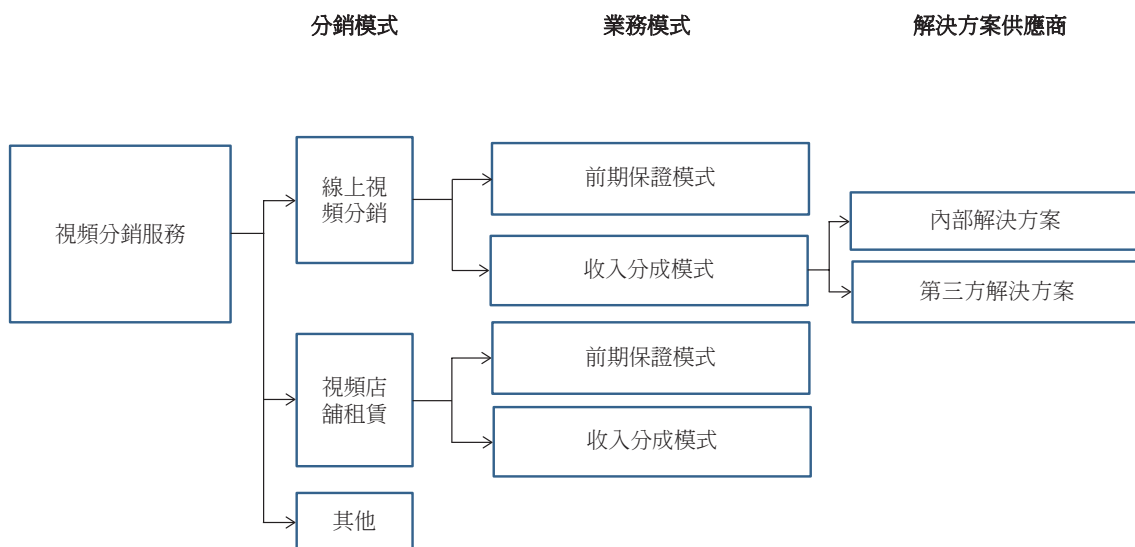 分銷模式
業務模式
解決方案供應商
視頻分銷服務
線上視
頻分銷
前期保證模式
收入分成模式
內部解決方案
第三方解決方案
視頻店
舖租賃
前期保證模式
收入分成模式
其他